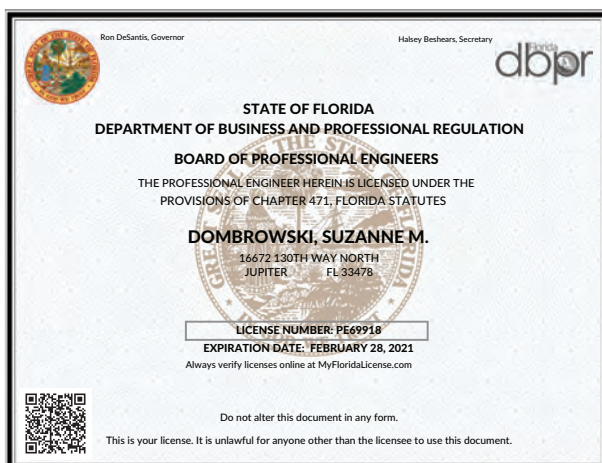 Ron DeSantis, Governor
Halsey Beshears, Secretary
Florida
dbpr
STATE OF FLORIDA
DEPARTMENT OF BUSINESS AND PROFESSIONAL REGULATION
BOARD OF PROFESSIONAL ENGINEERS
THE PROFESSIONAL ENGINEER HEREIN IS LICENSED UNDER THE
PROVISIONS OF CHAPTER 471, FLORIDA STATUTES
DOMBROWSKI, SUZANNE M.
16672 130TH WAY NORTH
JUPITER FL 33478
LICENSE NUMBER: PE69918
EXPIRATION DATE: FEBRUARY 28, 2021
Always verify licenses online at MyFloridaLicense.com
Do not alter this document in any form.
This is your license. It is unlawful for anyone other than the licensee to use this document.